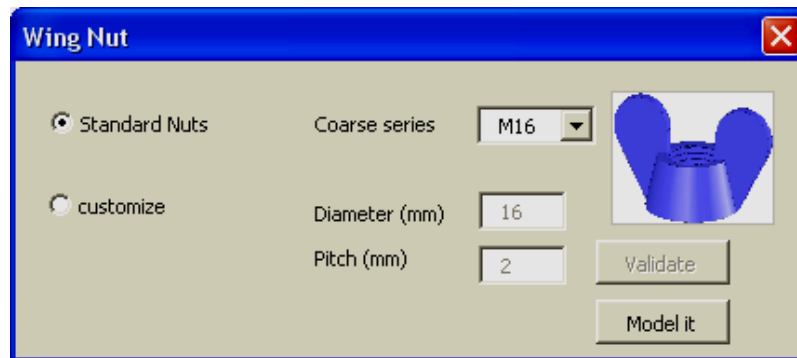 Wing Nut
Standard Nuts Coarse series M16
customize Diameter (mm) 16
Pitch (mm) 2 Validate
Model it